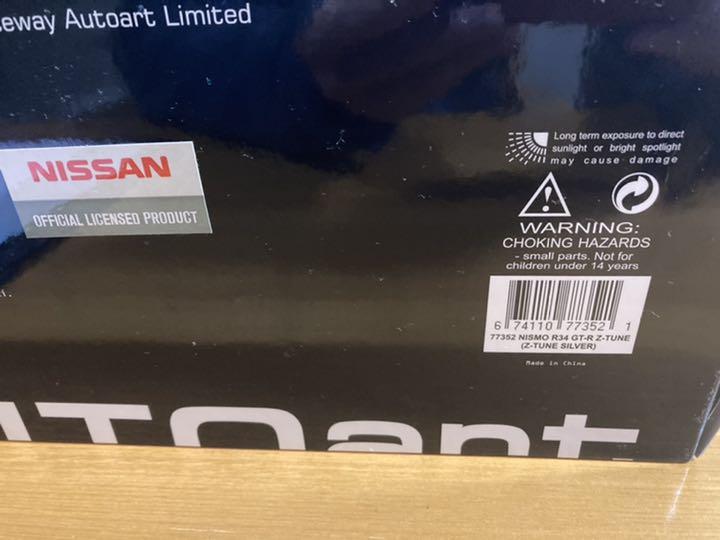 Autoart Limited
NISSAN
OFFICIAL LICENSED PRODUCT
Long term exposure to direct
sunlight or bright spotlight
may cause damage
WARNING:
CHOKING HAZARDS
- small parts. Not for
children under 14 years
6 74110 77352 1
77352 NISMO R34 GT-R Z-TUNE
(Z-TUNE SILVER)
Made in China